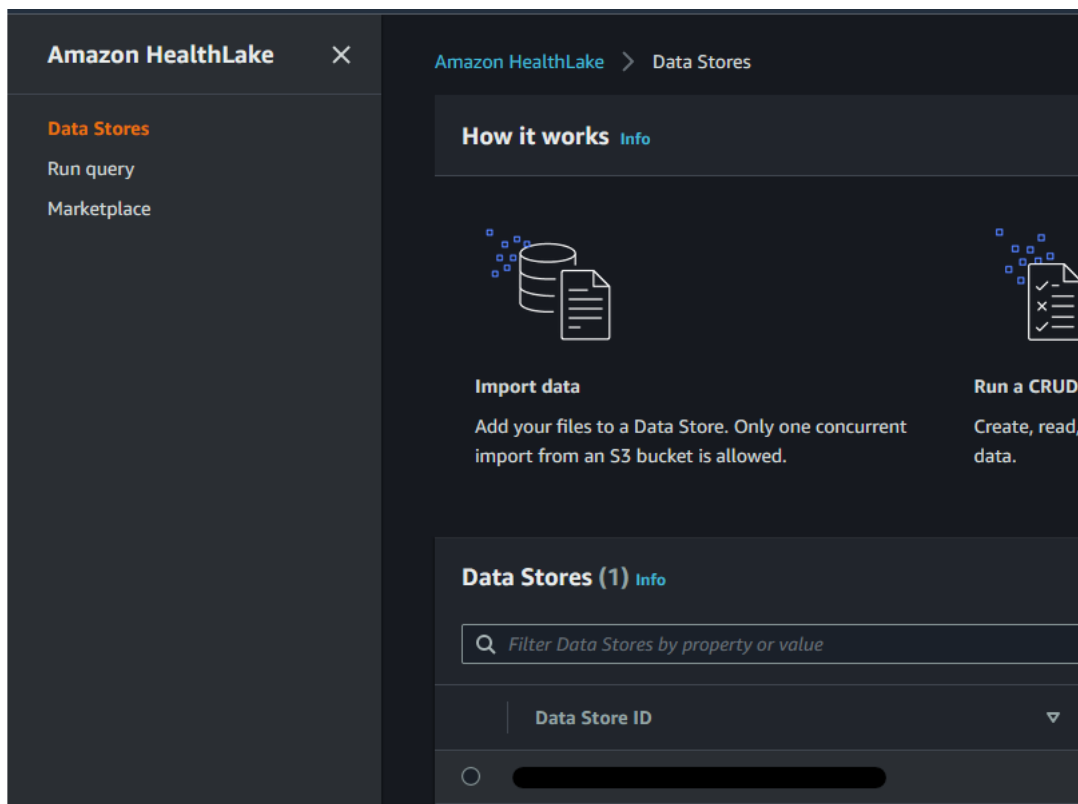 Amazon HealthLake
Data Stores
Run query
Marketplace
Amazon HealthLake > Data Stores
How it works Info
Import data
Add your files to a Data Store. Only one concurrent
import from an S3 bucket is allowed.
Run a CRUD
Create, read,
data.
Data Stores (1) Info
Filter Data Stores by property or value
Data Store ID